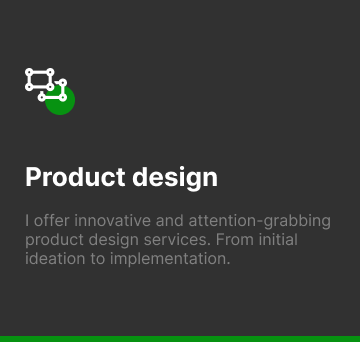 Product design
I offer innovative and attention-grabbing
product design services. From initial
ideation to implementation.